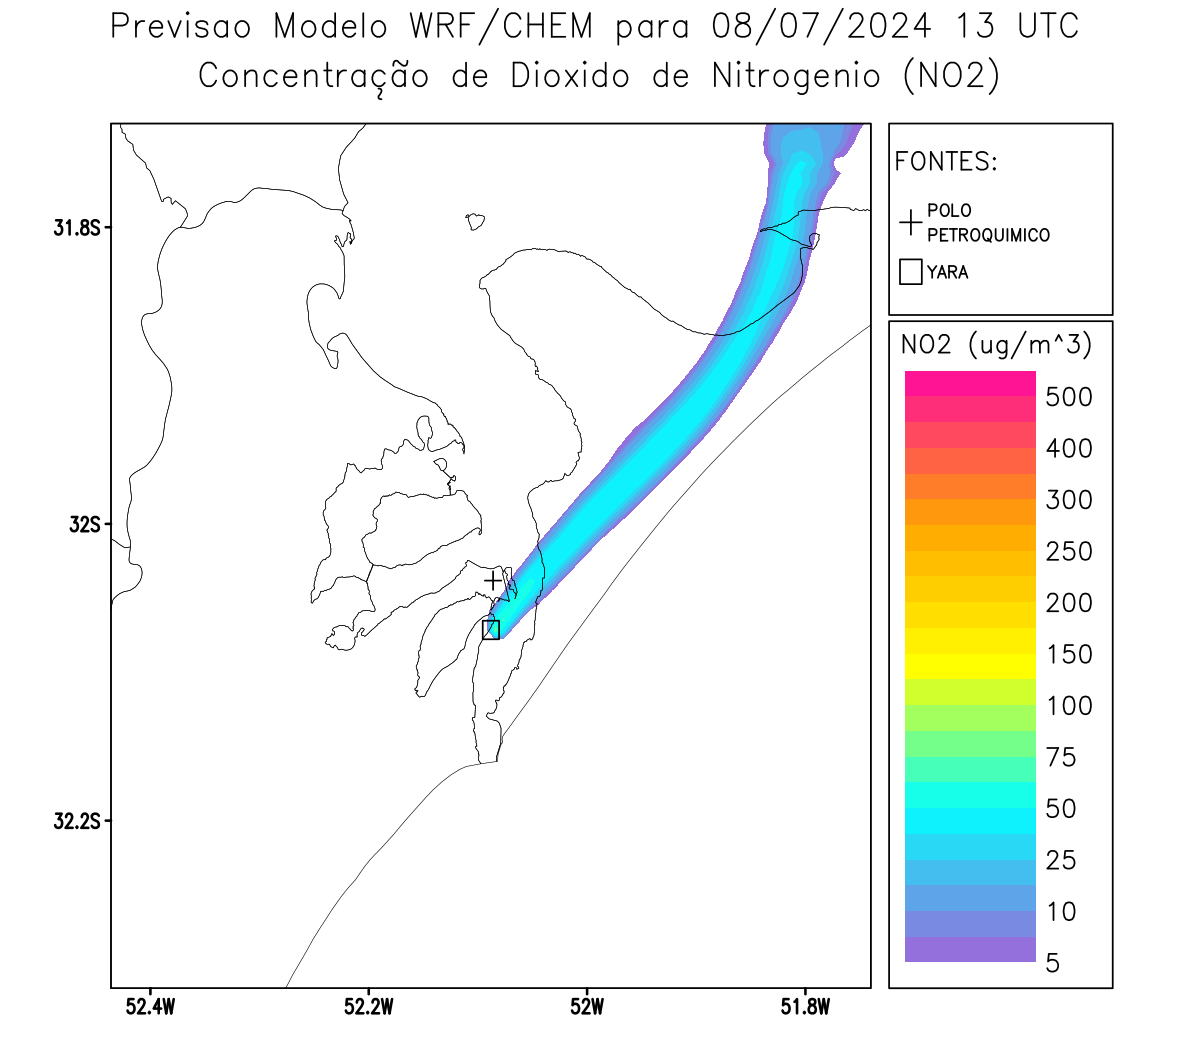 Previsao Modelo WRF/CHEM para 08/07/2024 13 UTC
Concentração de Dioxido de Nitrogenio (NO2)
FONTES:
POLO
PETROQUIMICO
YARA
NO2 (ug/m^3)
500
400
300
250
200
150
100
75
50
25
10
5
31.8S
32S
32.2S
52.4W
52.2W
52W
51.8W